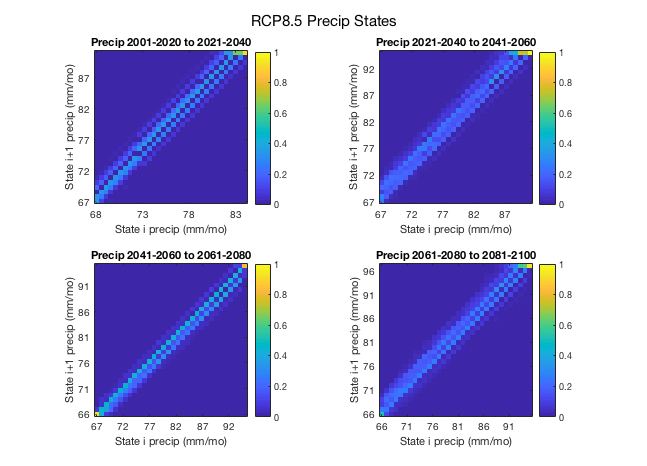 RCP8.5 Precip States
Precip 2001-2020 to 2021-2040
State i+1 precip (mm/mo)
87
82
77
72
67
68 73 78 83
State i precip (mm/mo)
1
0.8
0.6
0.4
0.2
0
Precip 2021-2040 to 2041-2060
State i+1 precip (mm/mo)
92
87
82
77
72
67
67 72 77 82 87
State i precip (mm/mo)
1
0.8
0.6
0.4
0.2
0
Precip 2041-2060 to 2061-2080
State i+1 precip (mm/mo)
91
86
81
76
71
66
67 72 77 82 87 92
State i precip (mm/mo)
1
0.8
0.6
0.4
0.2
0
Precip 2061-2080 to 2081-2100
State i+1 precip (mm/mo)
96
91
86
81
76
71
66
66 71 76 81 86 91
State i precip (mm/mo)
1
0.8
0.6
0.4
0.2
0